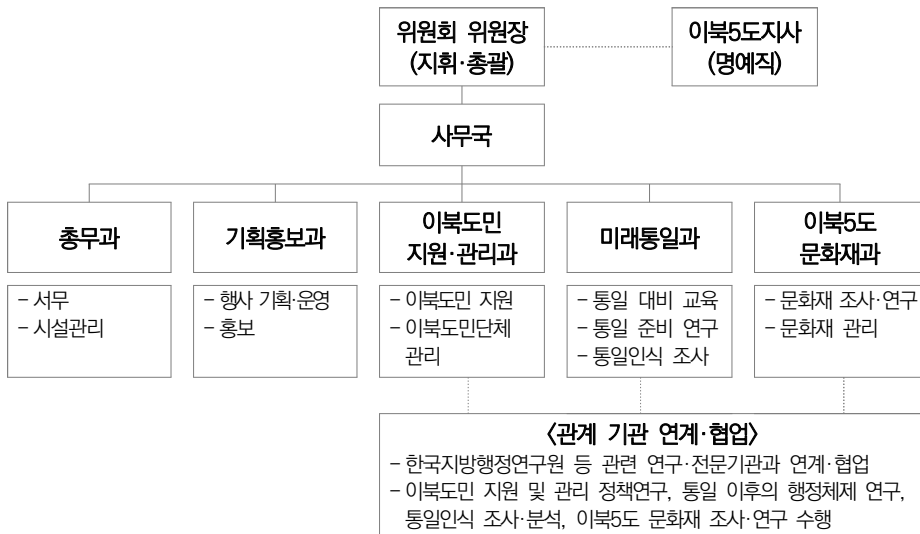 위원회 위원장
(지휘·총괄)
이북5도지사
(명예직)
사무국
총무과
기획홍보과
이북도민
지원·관리과
미래통일과
이북5도
문화재과
- 서무
- 시설관리
- 행사 기획·운영
- 홍보
- 이북도민 지원
- 이북도민단체
관리
- 통일 대비 교육
- 통일 준비 연구
- 통일인식 조사
- 문화재 조사·연구
- 문화재 관리
<관계 기관 연계·협업>
- 한국지방행정연구원 등 관련 연구·전문기관과 연계·협업
- 이북도민 지원 및 관리 정책연구, 통일 이후의 행정체제 연구,
통일인식 조사·분석, 이북5도 문화재 조사·연구 수행